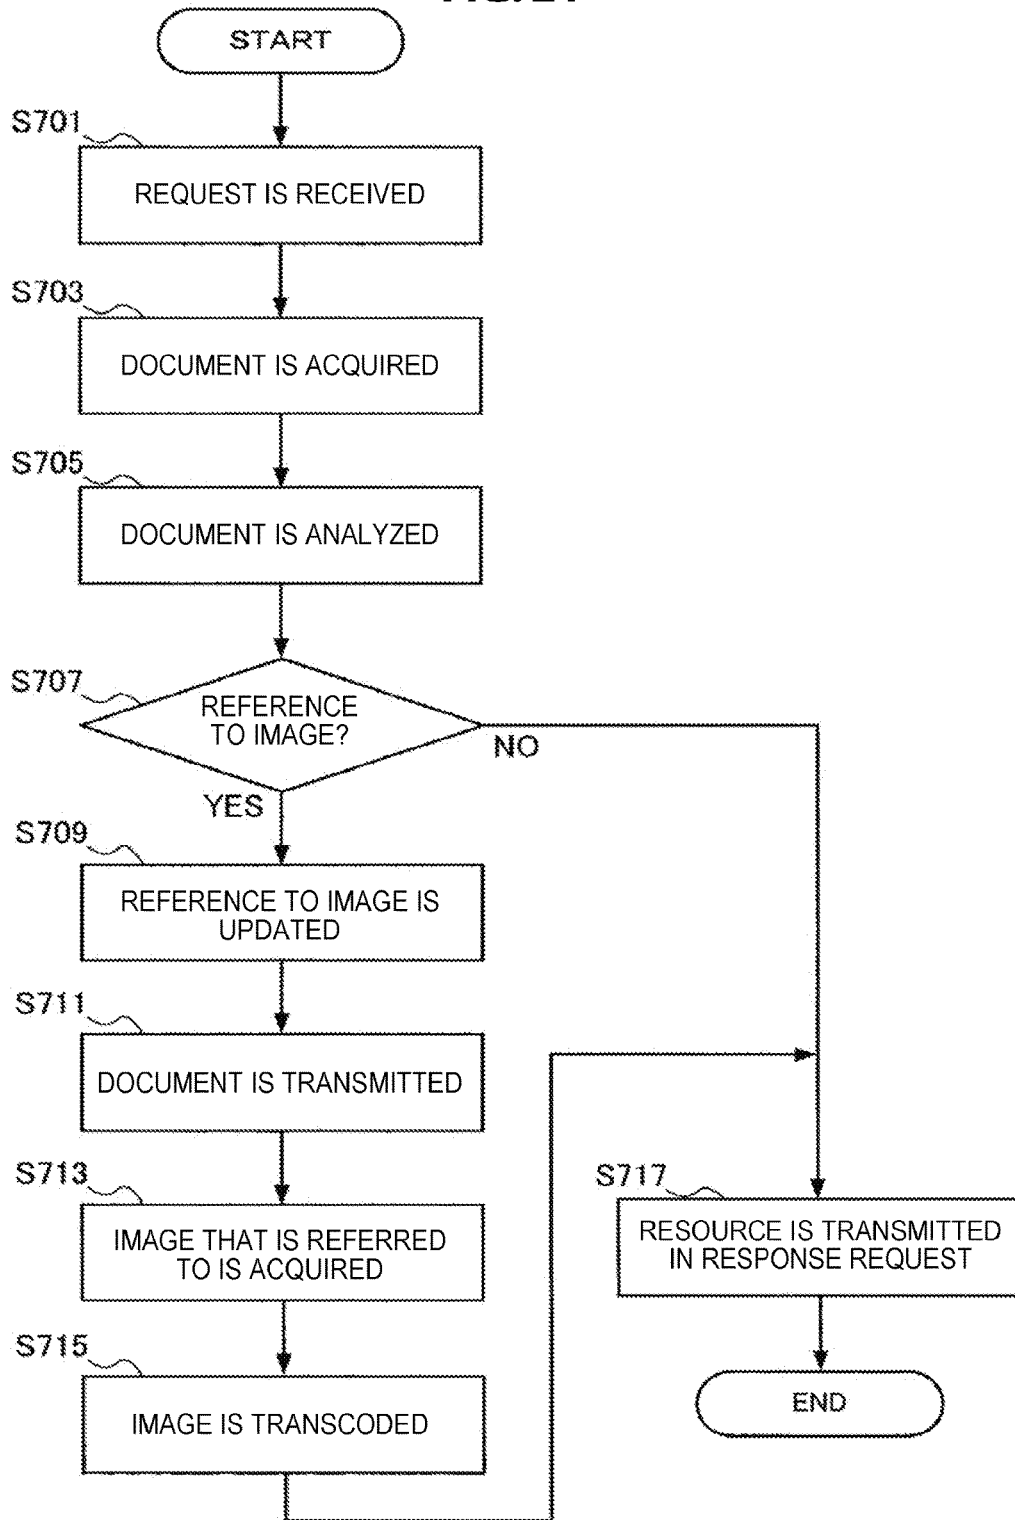 START
S701
REQUEST IS RECEIVED
S703
DOCUMENT IS ACQUIRED
S705
DOCUMENT IS ANALYZED
S707
REFERENCE
TO IMAGE?
NO
YES
S709
REFERENCE TO IMAGE IS
UPDATED
S711
DOCUMENT IS TRANSMITTED
S713
IMAGE THAT IS REFERRED
TO IS ACQUIRED
S715
IMAGE IS TRANSCODED
S717
RESOURCE IS TRANSMITTED
IN RESPONSE REQUEST
END